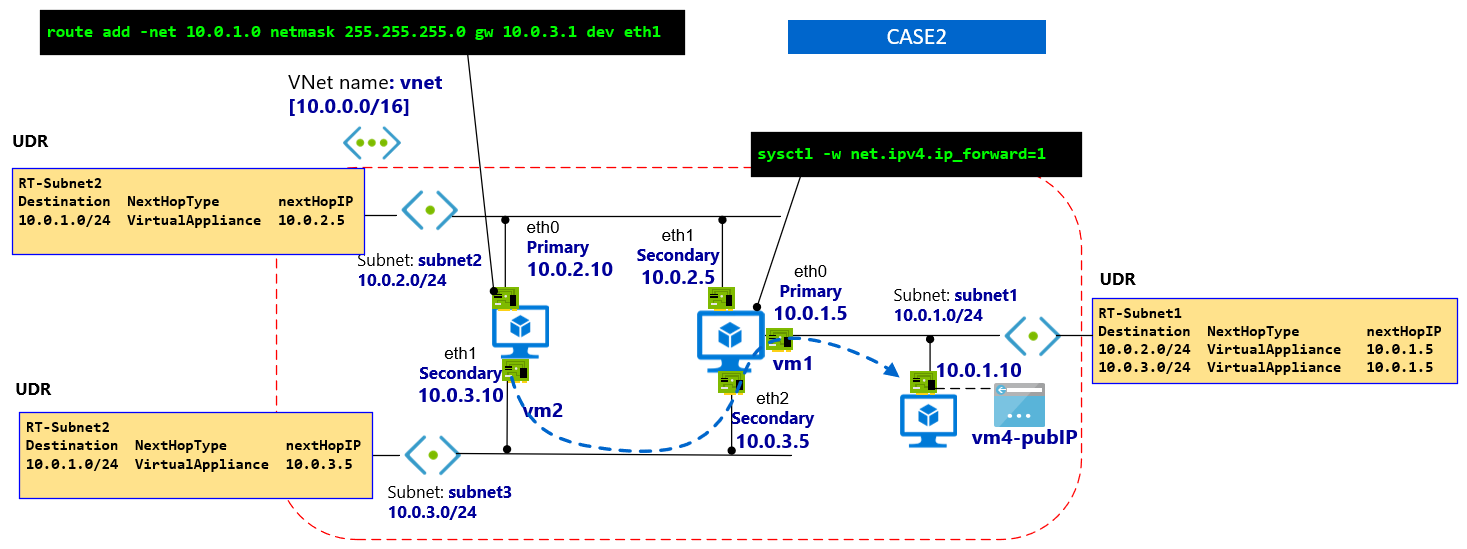 route add -net 10.0.1.0 netmask 255.255.255.0 gw 10.0.3.1 dev eth1
CASE2
VNet name: vnet
[10.0.0.0/16]
UDR
sysctl -w net.ipv4.ip_forward=1
RT-Subnet2
Destination NextHopType nextHopIP
10.0.1.0/24 VirtualAppliance 10.0.2.5
Subnet: subnet2
10.0.2.0/24
eth0
Primary
10.0.2.10
eth1
Secondary
10.0.2.5
eth0
Primary
10.0.1.5
Subnet: subnet1
10.0.1.0/24
UDR
RT-Subnet1
Destination NextHopType nextHopIP
10.0.2.0/24 VirtualAppliance 10.0.1.5
10.0.3.0/24 VirtualAppliance 10.0.1.5
eth1
Secondary
10.0.3.10
vm2
vm1
eth2
Secondary
10.0.3.5
10.0.1.10
vm4-pubIP
UDR
RT-Subnet2
Destination NextHopType nextHopIP
10.0.1.0/24 VirtualAppliance 10.0.3.5
Subnet: subnet3
10.0.3.0/24